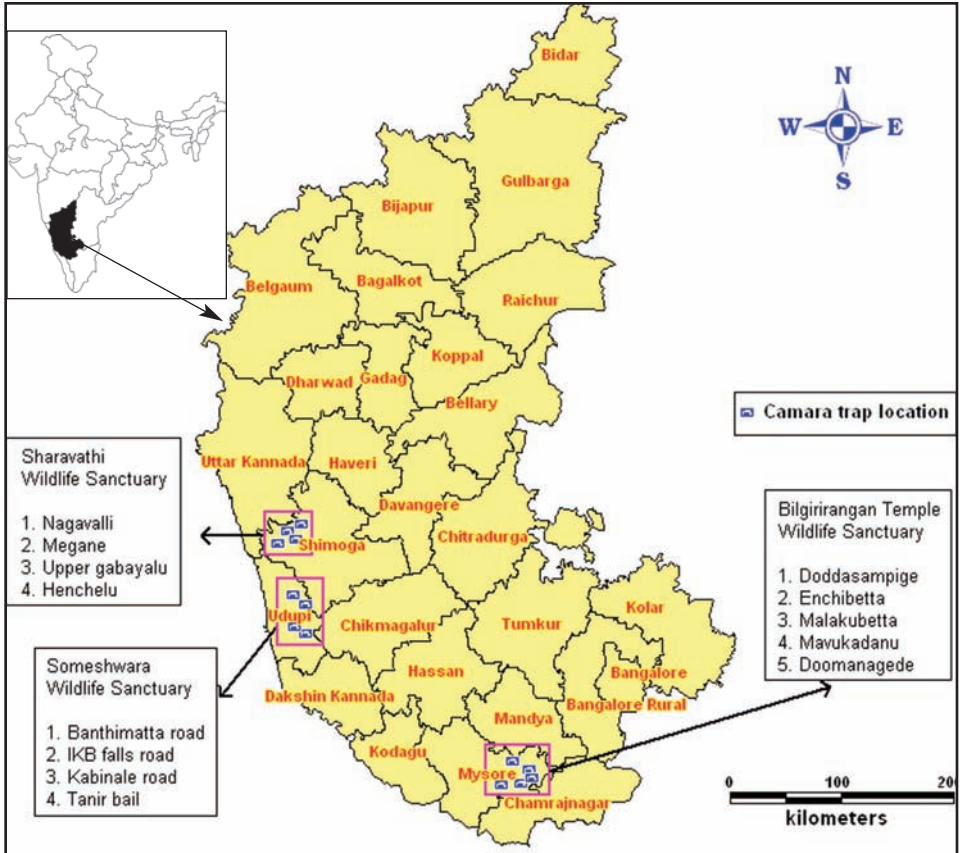 Bidar
N
W E
S
Gulbarga
Bijapur
Belgaum
Bagalkot
Raichur
Koppal
Dharwad
Gadag
Bellary
Camara trap location
Sharavathi
Wildlife Sanctuary
1. Nagavalli
2. Megane
3. Upper gabayalu
4. Henchelu
Uttar Kannada
Haveri
Davangere
Chitradurga
Shimoga
Bilgirirangan Temple
Wildlife Sanctuary
1. Doddasampige
2. Enchibetta
3. Malakubetta
4. Mavukadanu
5. Doomanagede
Udupi
Chikmagalur
Tumkur
Kolar
Someshwara
Wildlife Sanctuary
1. Banthimatta road
2. IKB falls road
3. Kabinale road
4. Tanir bail
Hassan
Bangalore
Dakshin Kannada
Bangalore Rural
Mandya
Kodagu
Mysore
Chamrajnagar
0 100 200
kilometers